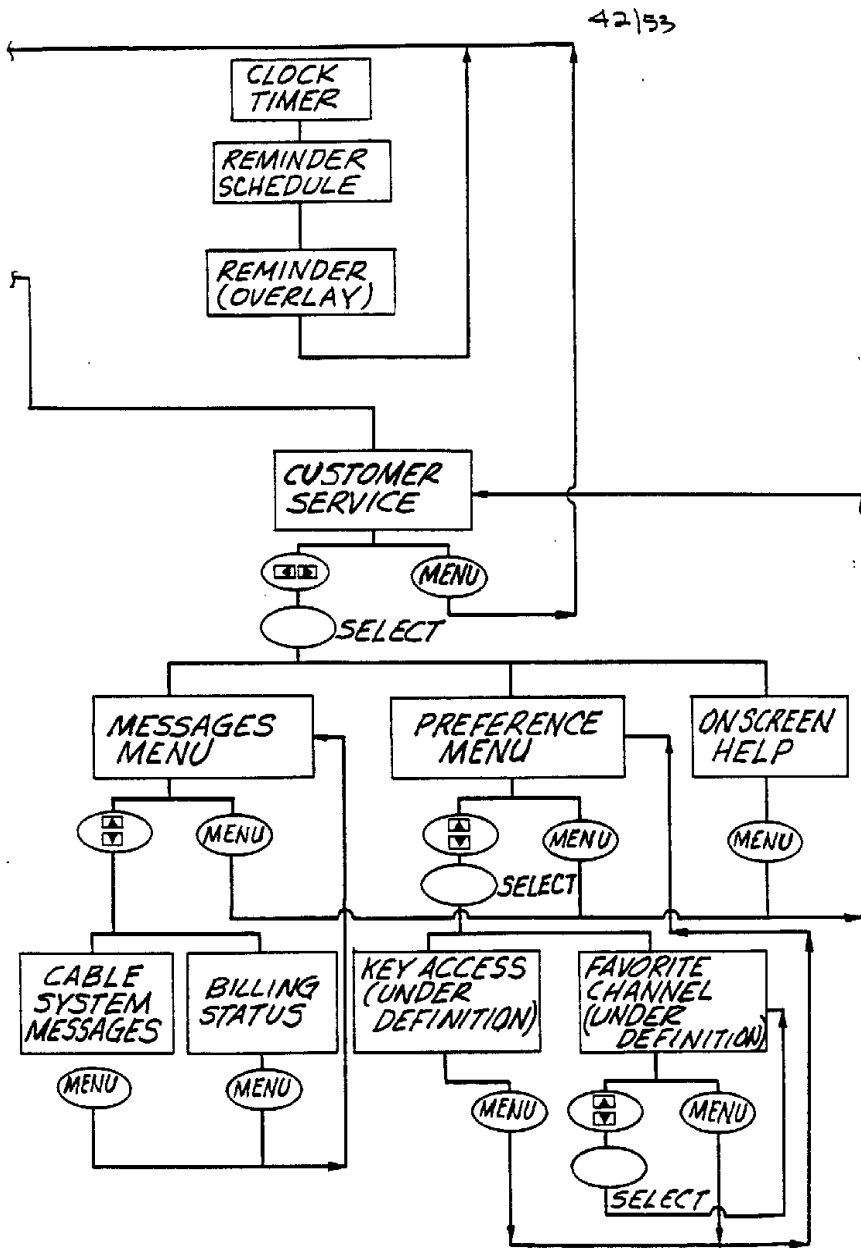 42/53
CLOCK
TIMER
REMINDER
SCHEDULE
REMINDER
(OVERLAY)
CUSTOMER
SERVICE
MENU
SELECT
MESSAGES
MENU
PREFERENCE
MENU
ON SCREEN
HELP
MENU
MENU
MENU
SELECT
CABLE
SYSTEM
MESSAGES
BILLING
STATUS
KEY ACCESS
(UNDER
DEFINITION)
FAVORITE
CHANNEL
(UNDER
DEFINITION)
MENU
MENU
MENU
MENU
SELECT